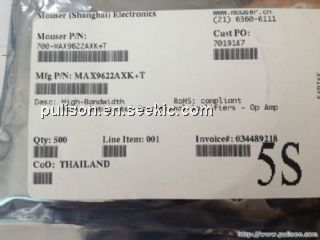 Mouser (Shanghai) Electronics
www.mouser.cn
(21) 6360-6111
Mouser P/N:
700-MAX9622AXK+T
Cust PO
7019187
Mfg P/N: MAX9622AXK+T
Desc: High-Bandwidth
RoHS: compliant
- Op Amp
Qty: 500
Line Item: 001
Invoice#: 034489218
5S
CoO: THAILAND
pulison.en.seekic.com
http://www.pulison.com